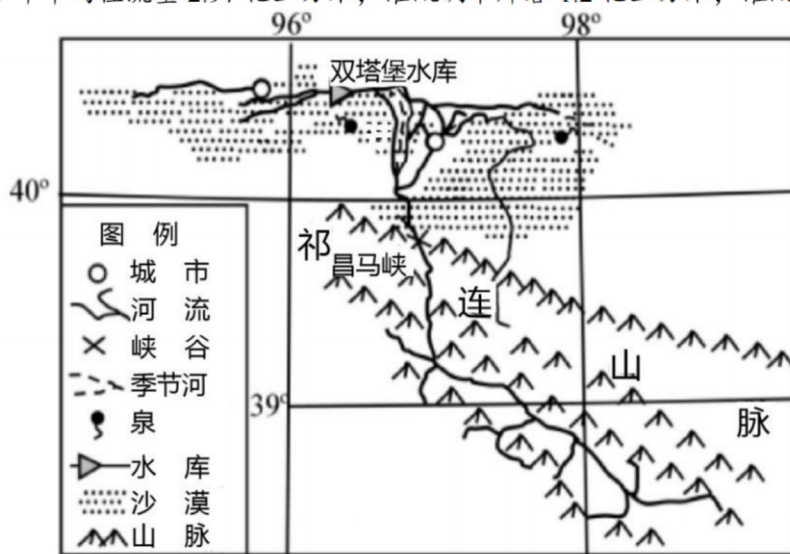 96° 98°
双塔堡水库
40°
祁
昌马峡
连
山
脉
39°
图 例
城 市
河 流
峡 谷
季节河
泉
水 库
沙 漠
山 脉